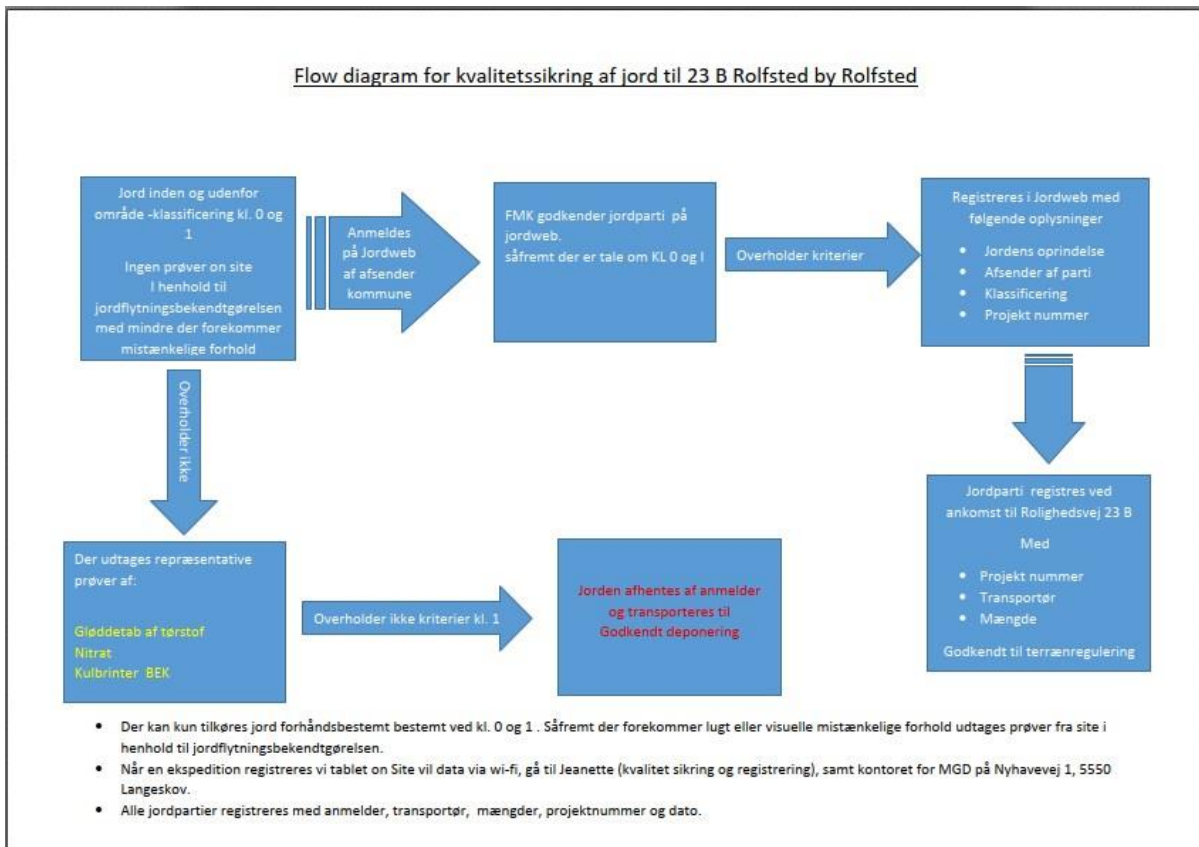 Flow diagram for kvalitetssikring af jord til 23 B Rolfsted by Rolfsted
Jord inden og udenfor
område -klassificering kl. 0 og
1
Ingen prøver on site
I henhold til
jordflytningsbekendtgørelsen
med mindre der forekommer
mistænkelige forhold
Anmeldes
på Jordweb
af afsender
kommune
FMK godkender jordparti på
jordweb.
såfremt der er tale om KL 0 og I
Overholder kriterier
Registreres i Jordweb med
følgende oplysninger
• Jordens oprindelse
• Afsender af parti
• Klassificering
• Projekt nummer
Overholder ikke
Jordparti registres ved
ankomst til Rolighedsvej 23 B
Med
• Projekt nummer
• Transportør
• Mængde
Godkendt til terrænregulering
Der udtages repræsentative
prøver af:
Gløddetab af tørstof
Nitrat
Kulbrinter BEK
Overholder ikke kriterier kl. 1
Jorden afhentes af anmelder
og transporteres til
Godkendt deponering
• Der kan kun tilkøres jord forhåndsbestemt bestemt ved kl. 0 og 1 . Såfremt der forekommer lugt eller visuelle mistænkelige forhold udtages prøver fra site i
henhold til jordflytningsbekendtgørelsen.
• Når en ekspedition registreres vi tablet on Site vil data via wi-fi, gå til Jeanette (kvalitet sikring og registrering), samt kontoret for MGD på Nyhavevej 1, 5550
Langeskov.
• Alle jordpartier registreres med anmelder, transportør, mængder, projektnummer og dato.